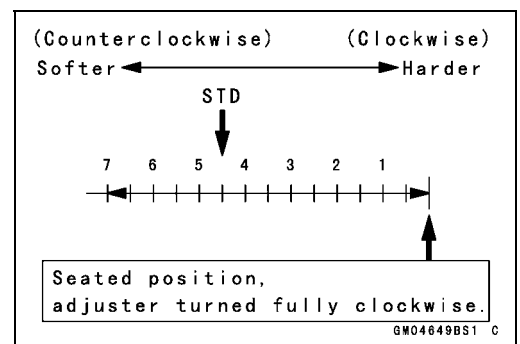 (Counterclockwise) (Clockwise)
Softer Harder
STD
7 6 5 4 3 2 1
Seated position,
adjuster turned fully clockwise.
GM04649BS1 C